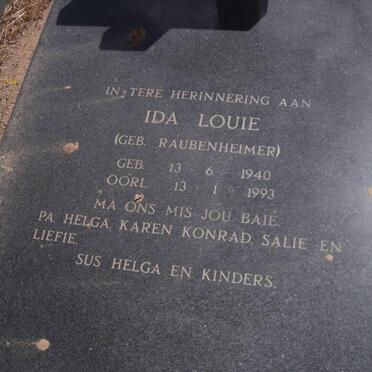 IN TERE HERINNERING AAN
IDA LOUIE
(GEB. RAUBENHEIMER)
GEB. 13 6 1940
OORL. 13 1 1993
MA ONS MIS JOU BAIE.
PA, HELGA, KAREN KONRAD, SALIE EN
LIEFIE.
SUS HELGA EN KINDERS.